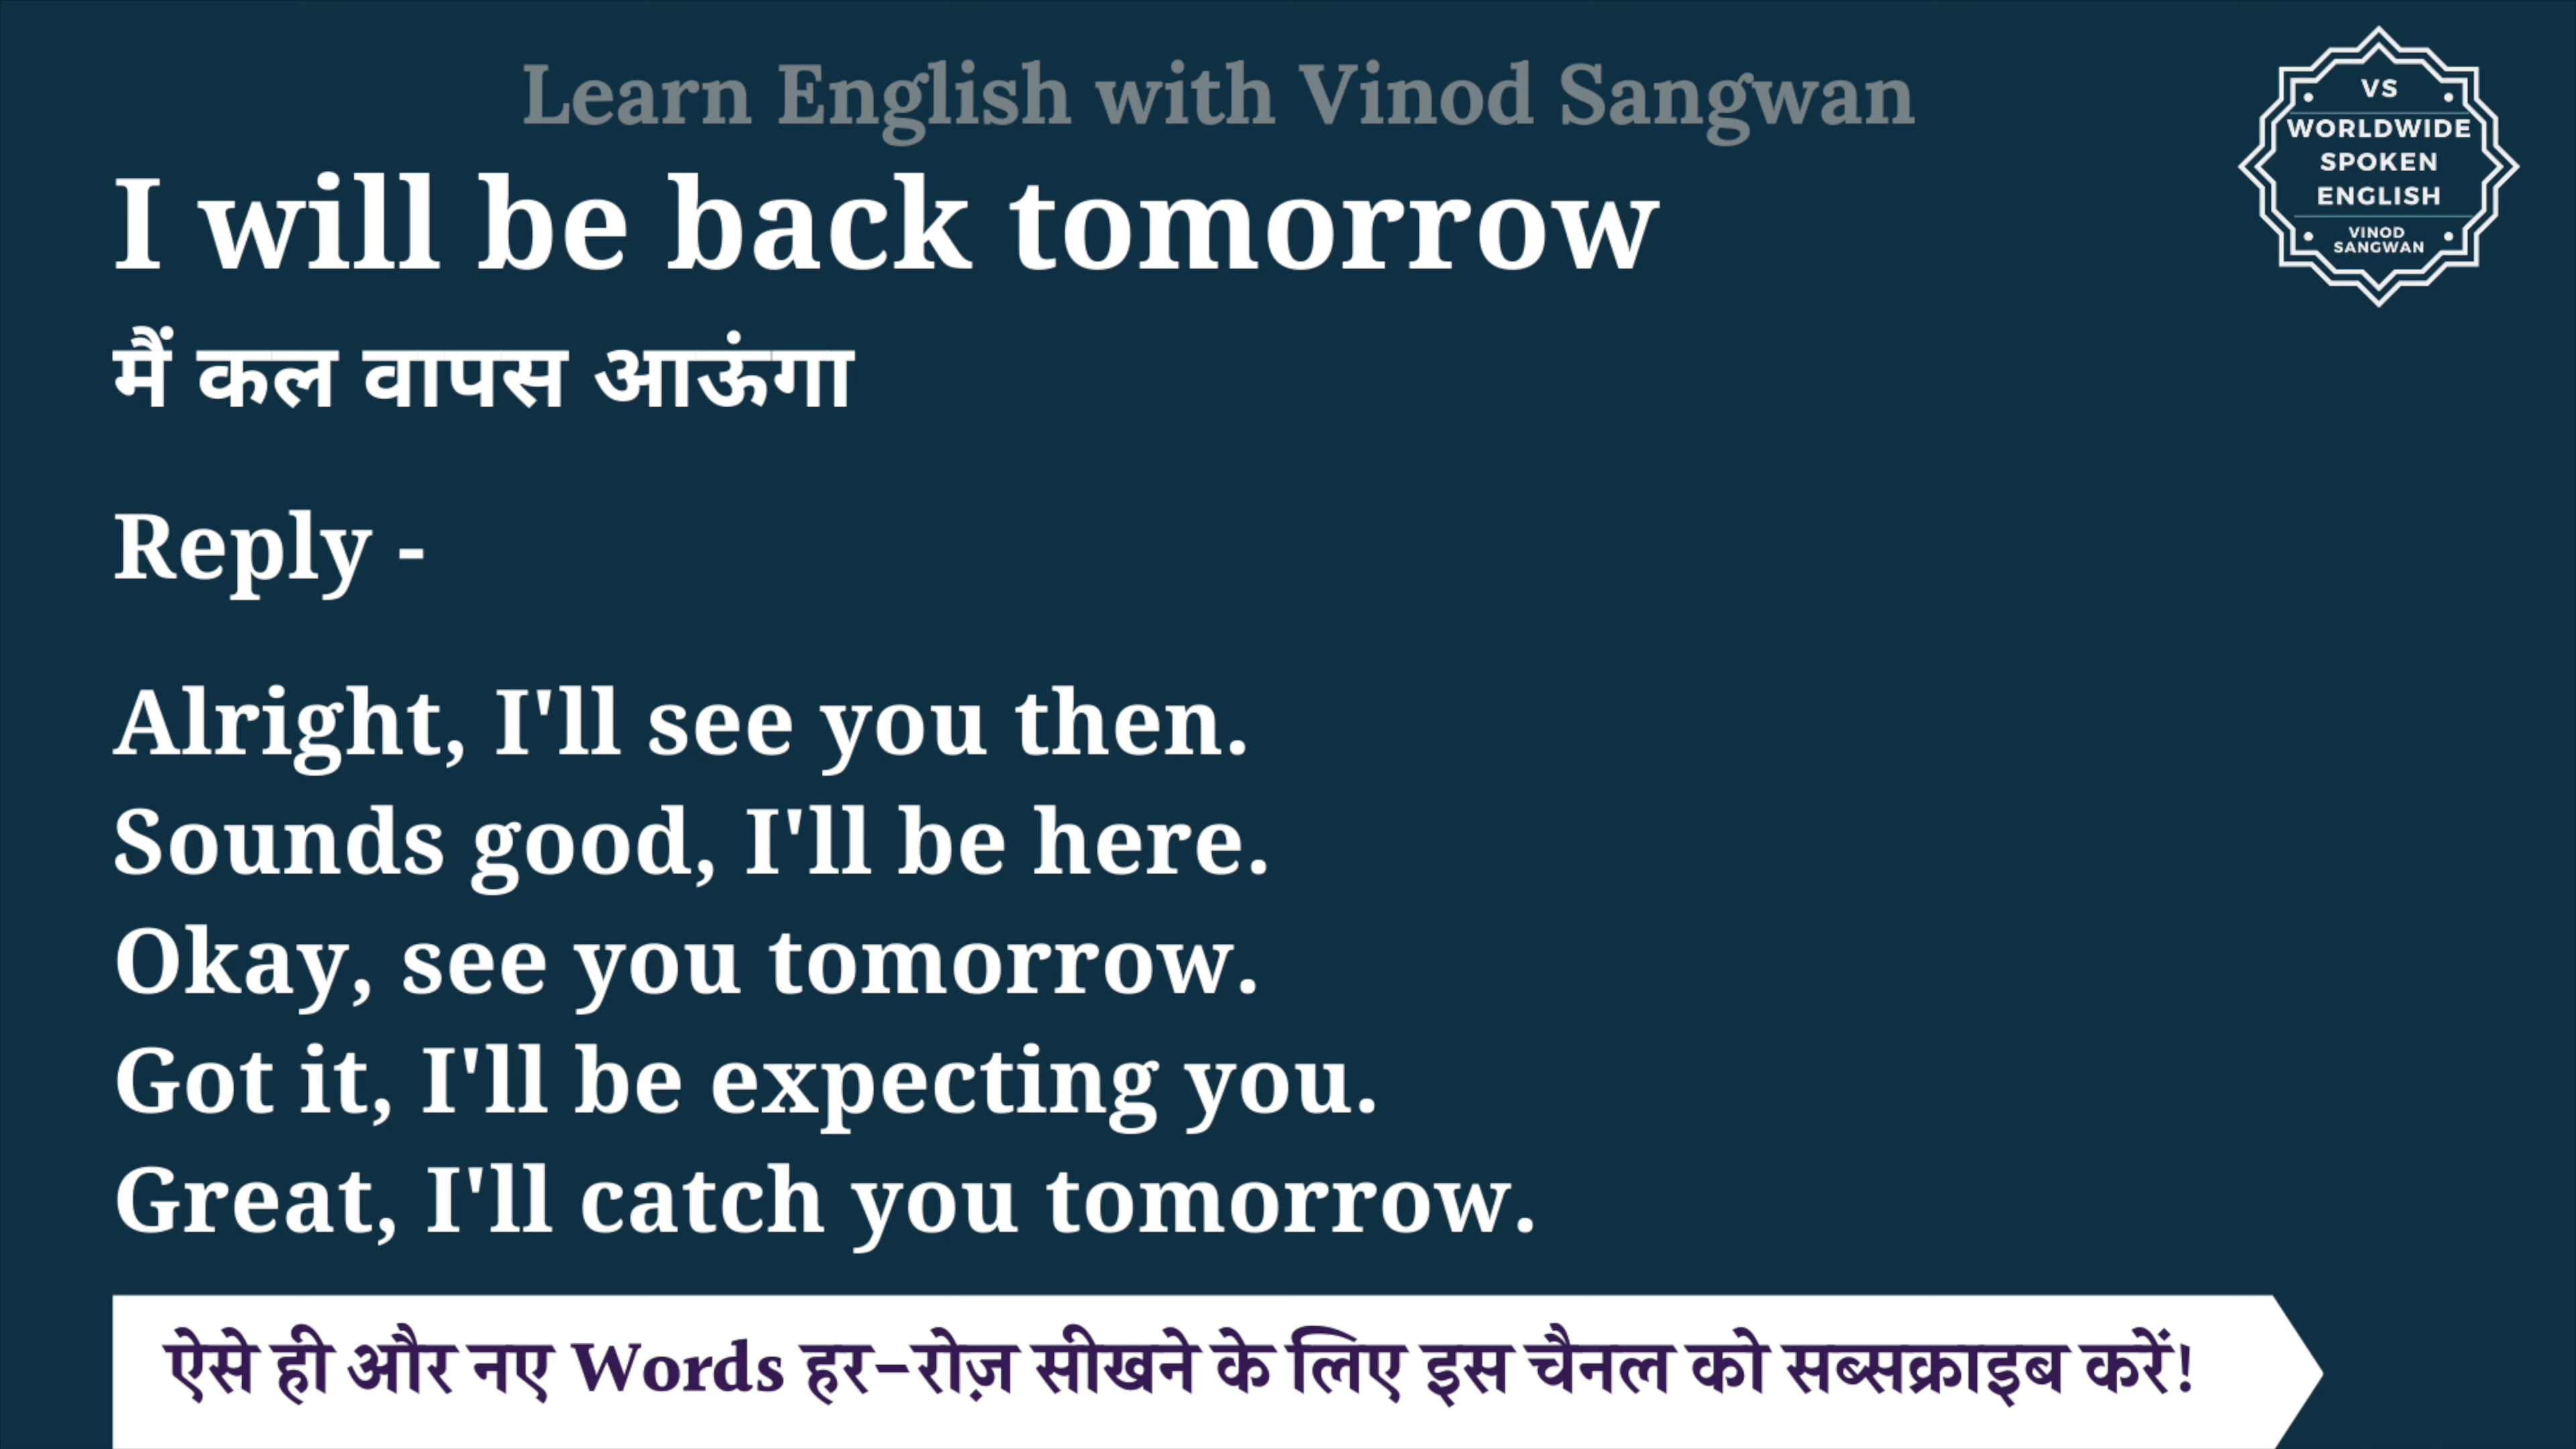 Learn English with Vinod Sangwan
VS
WORLDWIDE
SPOKEN
ENGLISH
VINOD
SANGWAN
I will be back tomorrow
मैं कल वापस आऊंगा
Reply -
Alright, I'll see you then.
Sounds good, I'll be here.
Okay, see you tomorrow.
Got it, I'll be expecting you.
Great, I'll catch you tomorrow.
ऐसे ही और नए Words हर-रोज़ सीखने के लिए इस चैनल को सब्सक्राइब करें!